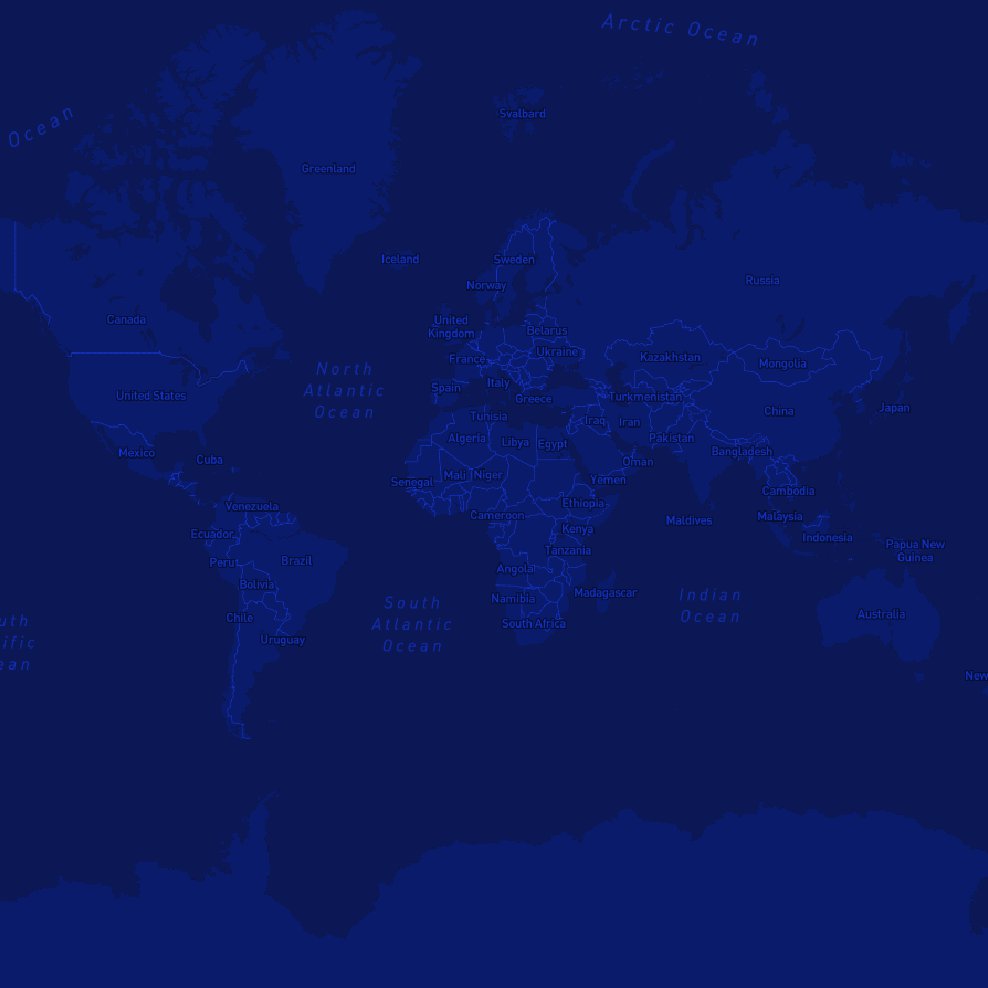 Arctic Ocean
Ocean
Svalbard
Greenland
Iceland
Sweden
Norway
Russia
Canada
United
Kingdom
Belarus
Ukraine
France
Kazakhstan
Mongolia
North
Atlantic
Ocean
United States
Spain
Italy
Greece
Turkmenistan
China
Japan
Tunisia
Iraq
Iran
Algeria
Libya
Egypt
Pakistan
Bangladesh
Mexico
Cuba
Oman
Senegal
Mali
Niger
Yemen
Cambodia
Venezuela
Ethiopia
Cameroon
Maldives
Malaysia
Ecuador
Kenya
Indonesia
Papua New
Guinea
Peru
Brazil
Tanzania
Angola
Bolivia
Namibia
Madagascar
Indian
Ocean
South
Atlantic
Ocean
Chile
Uruguay
South Africa
Australia
uth
ific
ean
New